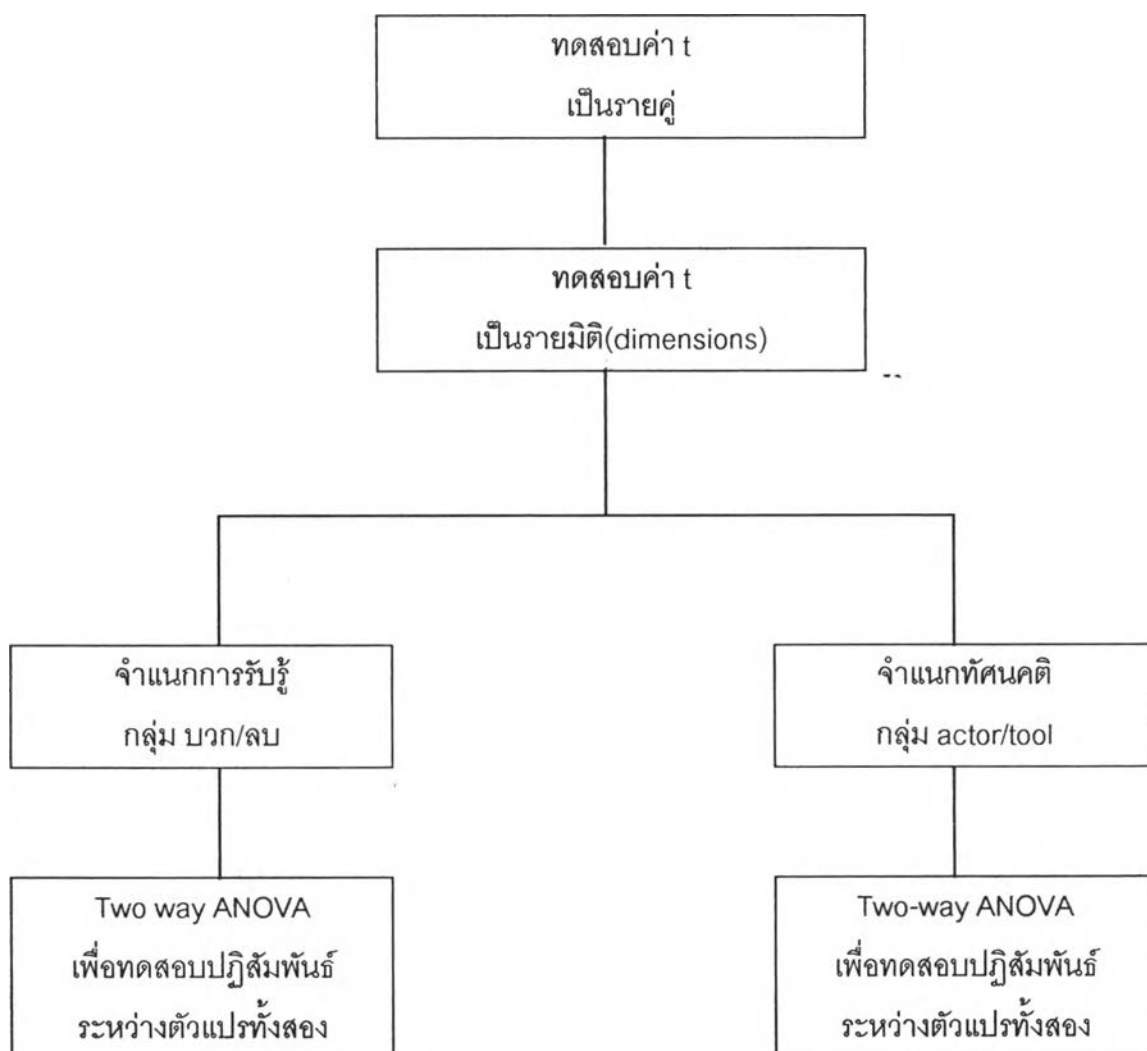 ทดสอบค่า t
เป็นรายคู่
ทดสอบค่า t
เป็นรายมิติ(dimensions)
จำแนกการรับรู้
กลุ่ม บวก/ลบ
จำแนกทัศนคติ
กลุ่ม actor/tool
Two way ANOVA
เพื่อทดสอบปฏิสัมพันธ์
ระหว่างตัวแปรทั้งสอง
Two-way ANOVA
เพื่อทดสอบปฏิสัมพันธ์
ระหว่างตัวแปรทั้งสอง